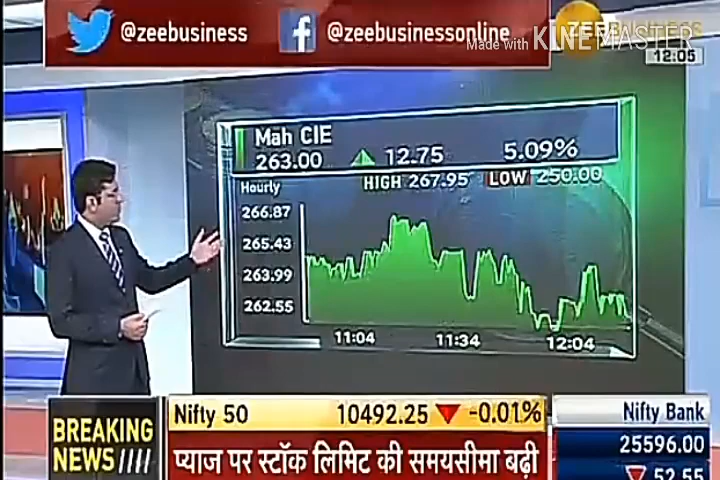 @zeebusiness
@zeebusinessonline
ZEE BUSINESS
Made with KINEMASTER
12:05
Mah CIE
263.00 12.75 5.09%
HIGH 267.95 LOW 250.00
Hourly
266.87
265.43
263.99
262.55
11:04 11:34 12:04
BREAKING
NEWS
Nifty 50 10492.25 -0.01%
प्याज पर स्टॉक लिमिट की समयसीमा बढ़ी
Nifty Bank
25596.00
52.55